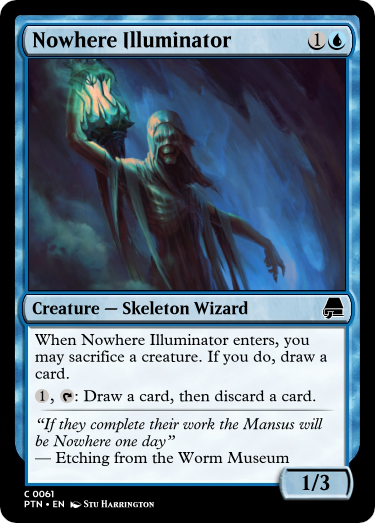 Nowhere Illuminator 1
Creature — Skeleton Wizard
When Nowhere Illuminator enters, you
may sacrifice a creature. If you do, draw a
card.
1, : Draw a card, then discard a card.
“If they complete their work the Mansus will
be Nowhere one day”
— Etching from the Worm Museum
1/3
C 0061
PTN • EN Stu Harrington